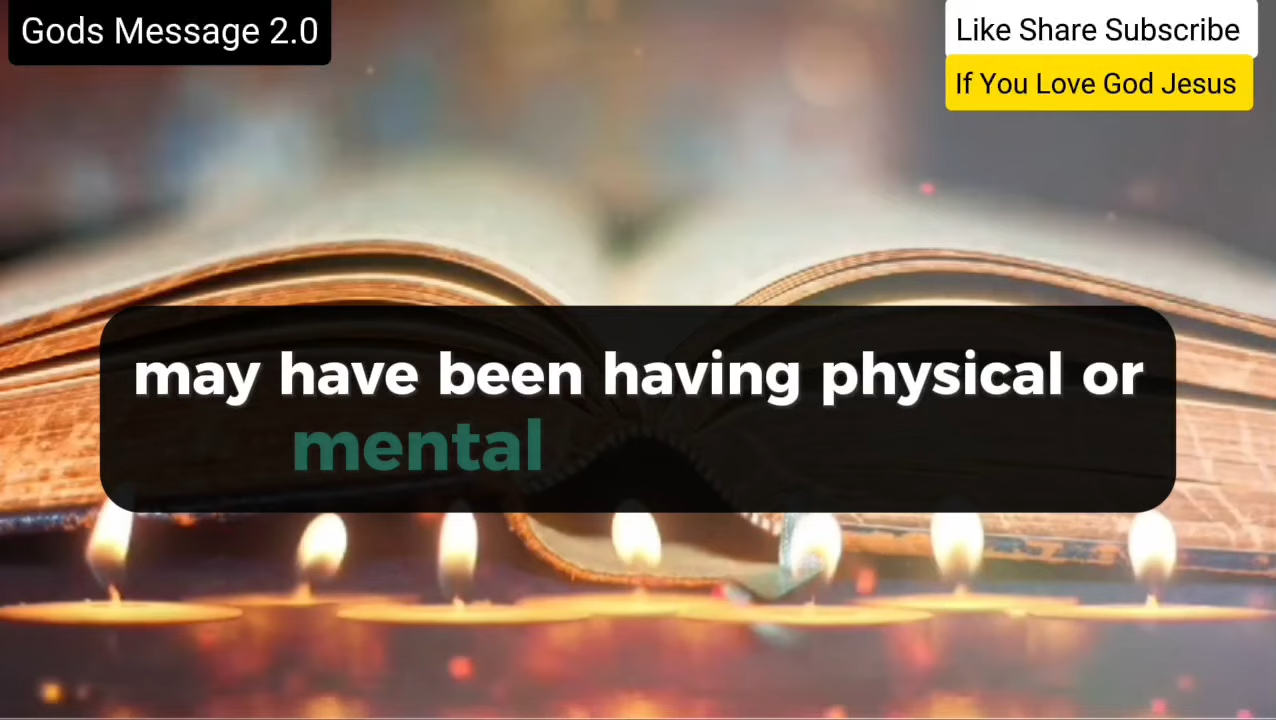 Gods Message 2.0
Like Share Subscribe
If You Love God Jesus
may have been having physical or
mental